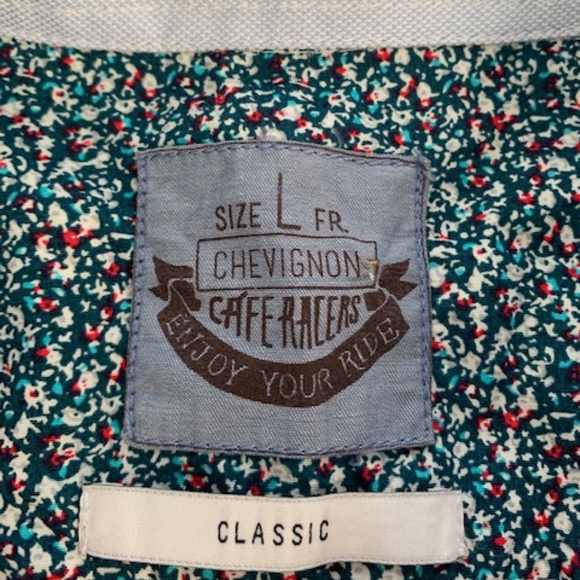 SIZE L FR.
CHEVIGNON
CAFE RACERS
ENJOY YOUR RIDE
CLASSIC